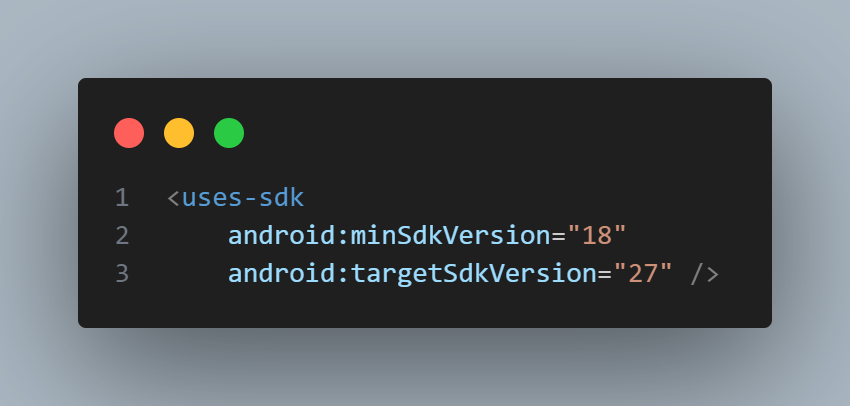 1 <uses-sdk
2     android:minSdkVersion="18"
3     android:targetSdkVersion="27" />